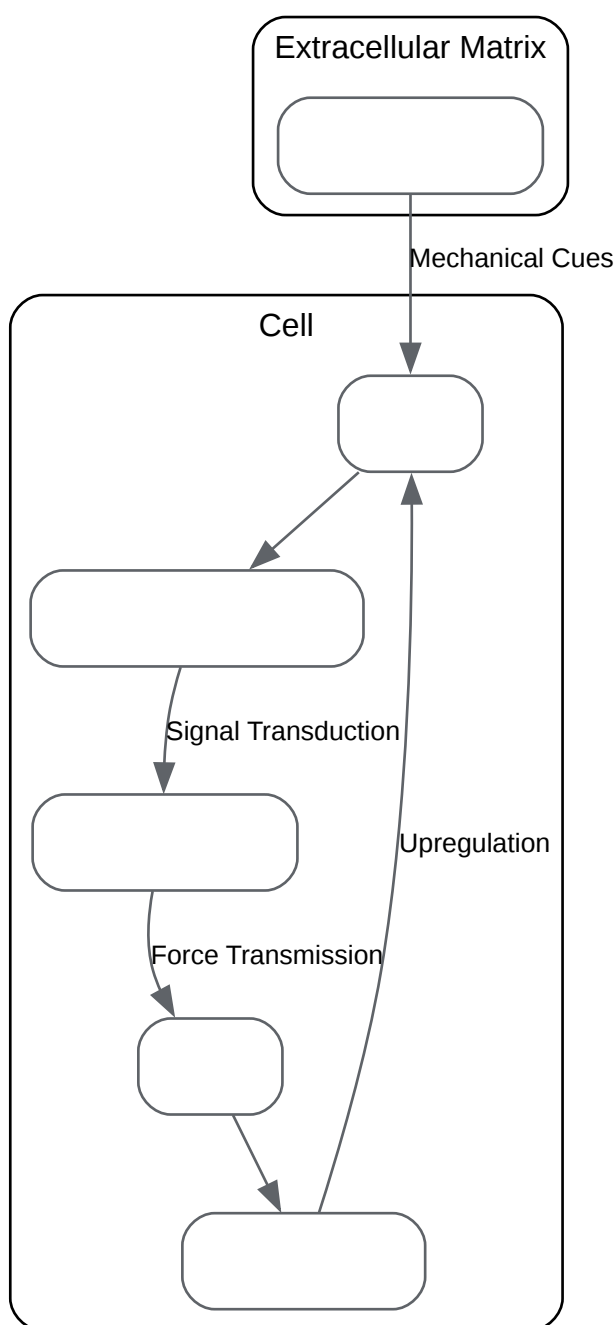 Extracellular Matrix
Mechanical Cues
Cell
Signal Transduction
Upregulation
Force Transmission